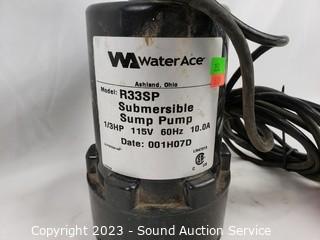 WA WaterAce
Ashland, Ohio
Model: R33SP
Submersible
Sump Pump
1/3HP 115V 60Hz 10.0A
Date: 001H07D
Copyright © 2023 - Sound Auction Service